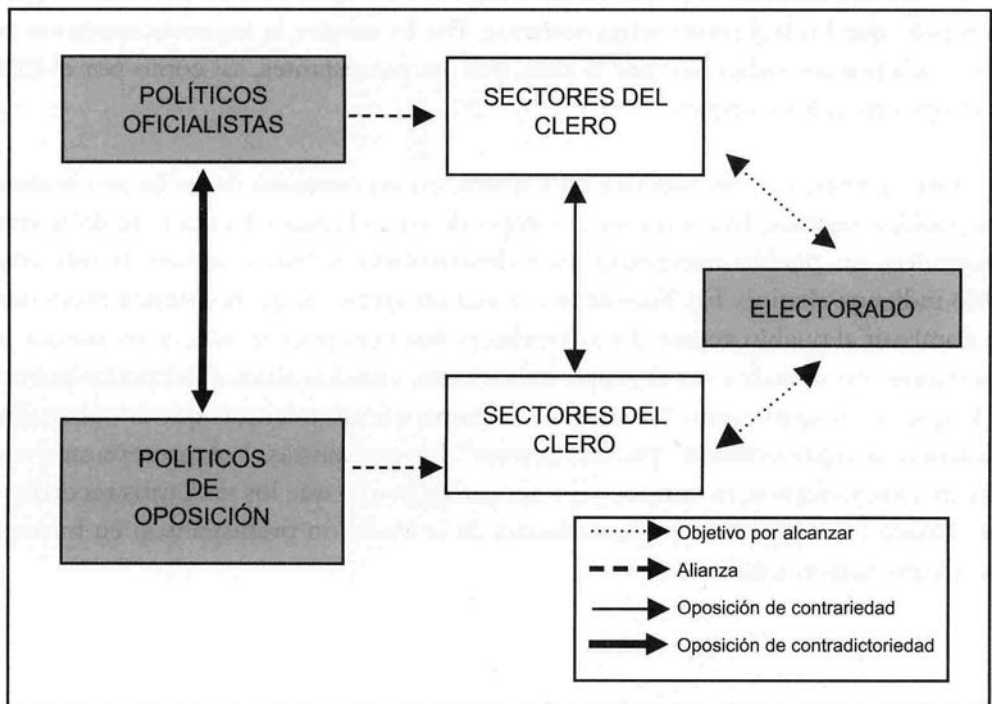 POLÍTICOS
OFICIALISTAS
SECTORES DEL
CLERO
ELECTORADO
SECTORES DEL
CLERO
POLÍTICOS
DE
OPOSICIÓN
Objetivo por alcanzar
Alianza
Oposición de contrariedad
Oposición de contradictoriedad